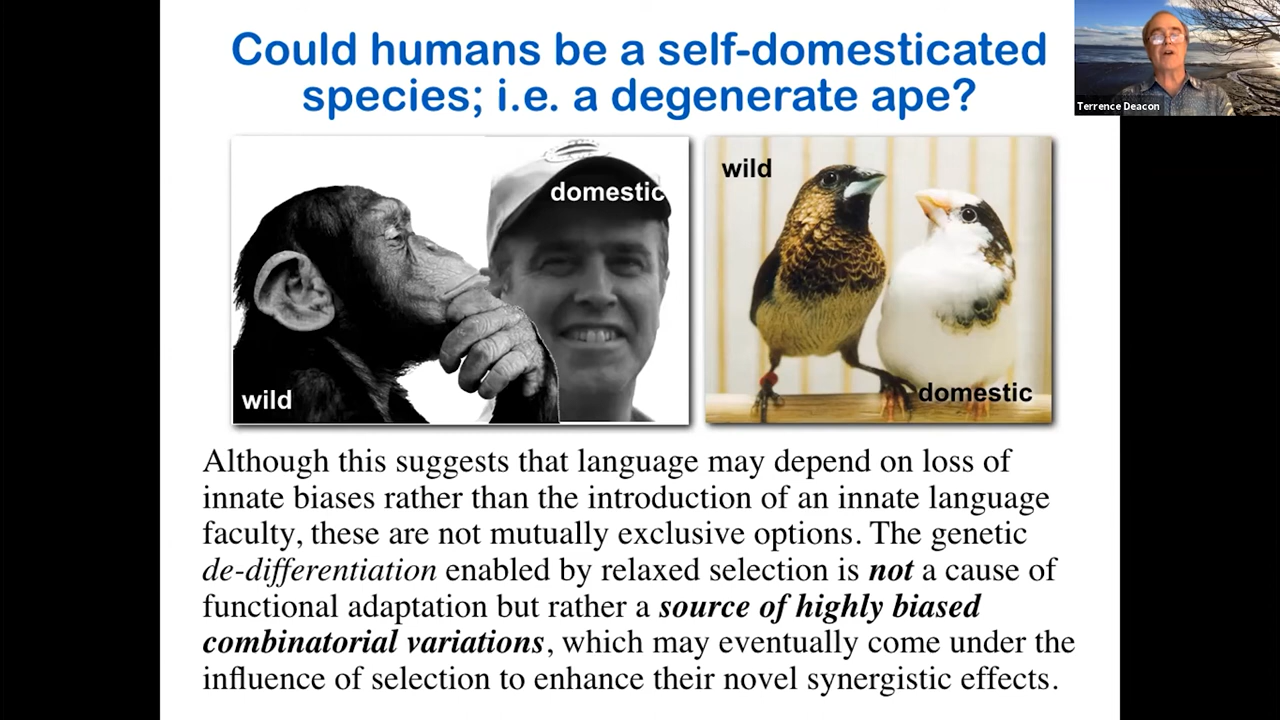 Could humans be a self-domesticated
species; i.e. a degenerate ape?
Terrence Deacon
domestic
wild
wild
domestic
Although this suggests that language may depend on loss of
innate biases rather than the introduction of an innate language
faculty, these are not mutually exclusive options. The genetic
de-differentiation enabled by relaxed selection is not a cause of
functional adaptation but rather a source of highly biased
combinatorial variations, which may eventually come under the
influence of selection to enhance their novel synergistic effects.